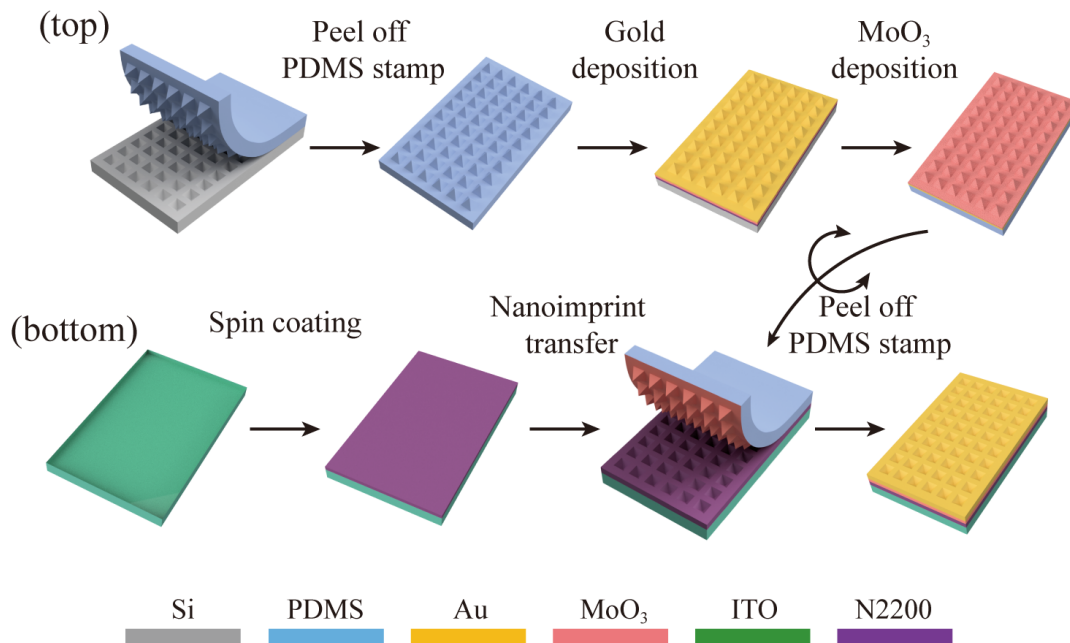 (top)
Peel off
PDMS stamp
Gold
deposition
MoO₃
deposition
(bottom)
Spin coating
Nanoimprint
transfer
Peel off
PDMS stamp
Si
PDMS
Au
MoO₃
ITO
N2200